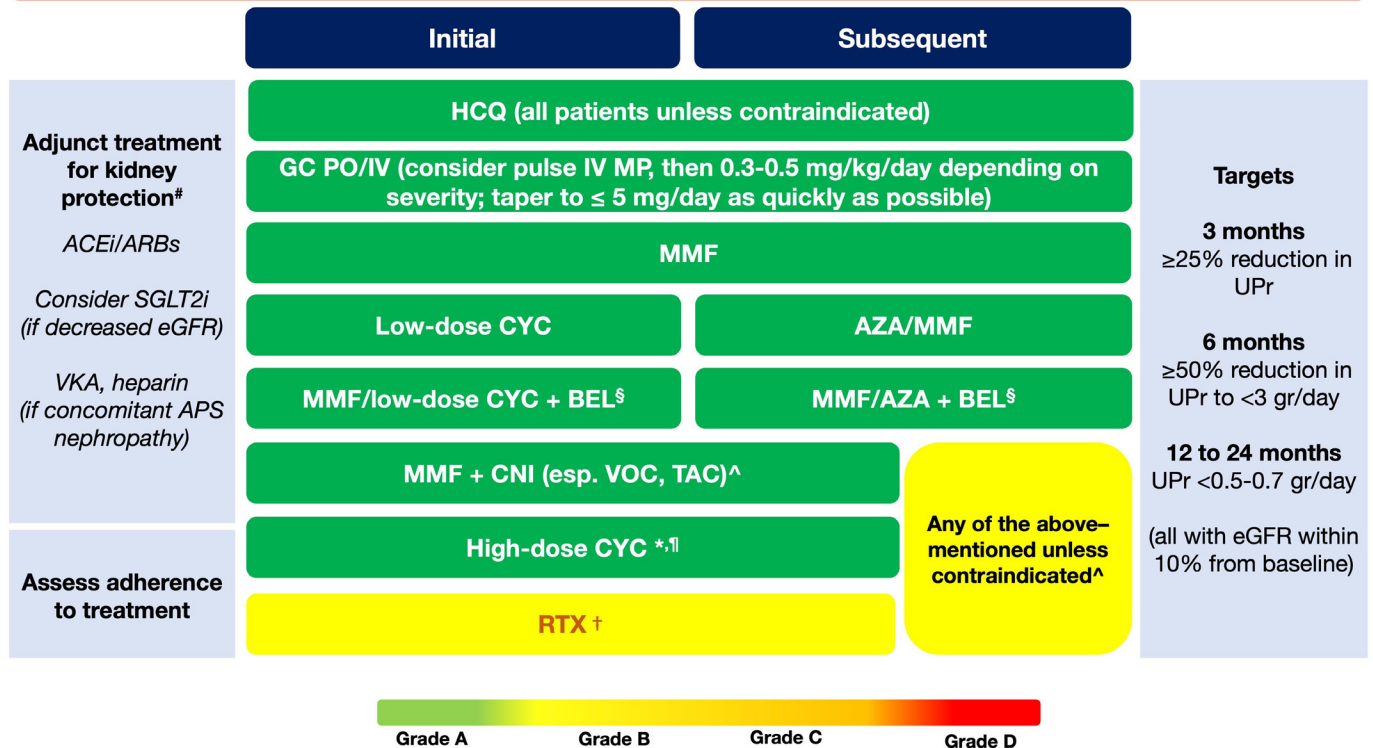 Initial
Subsequent
Adjunct treatment
for kidney
protection#
ACEi/ARBs
Consider SGLT2i
(if decreased eGFR)
VKA, heparin
(if concomitant APS
nephropathy)
Assess adherence
to treatment
HCQ (all patients unless contraindicated)
GC PO/IV (consider pulse IV MP, then 0.3-0.5 mg/kg/day depending on
severity; taper to ≤ 5 mg/day as quickly as possible)
MMF
Low-dose CYC
AZA/MMF
MMF/low-dose CYC + BEL§
MMF/AZA + BEL§
MMF + CNI (esp. VOC, TAC)^
High-dose CYC *,¶
RTX †
Any of the above–
mentioned unless
contraindicated^
Targets
3 months
≥25% reduction in
UPr
6 months
≥50% reduction in
UPr to <3 gr/day
12 to 24 months
UPr <0.5-0.7 gr/day
(all with eGFR within
10% from baseline)
Grade A
Grade B
Grade C
Grade D